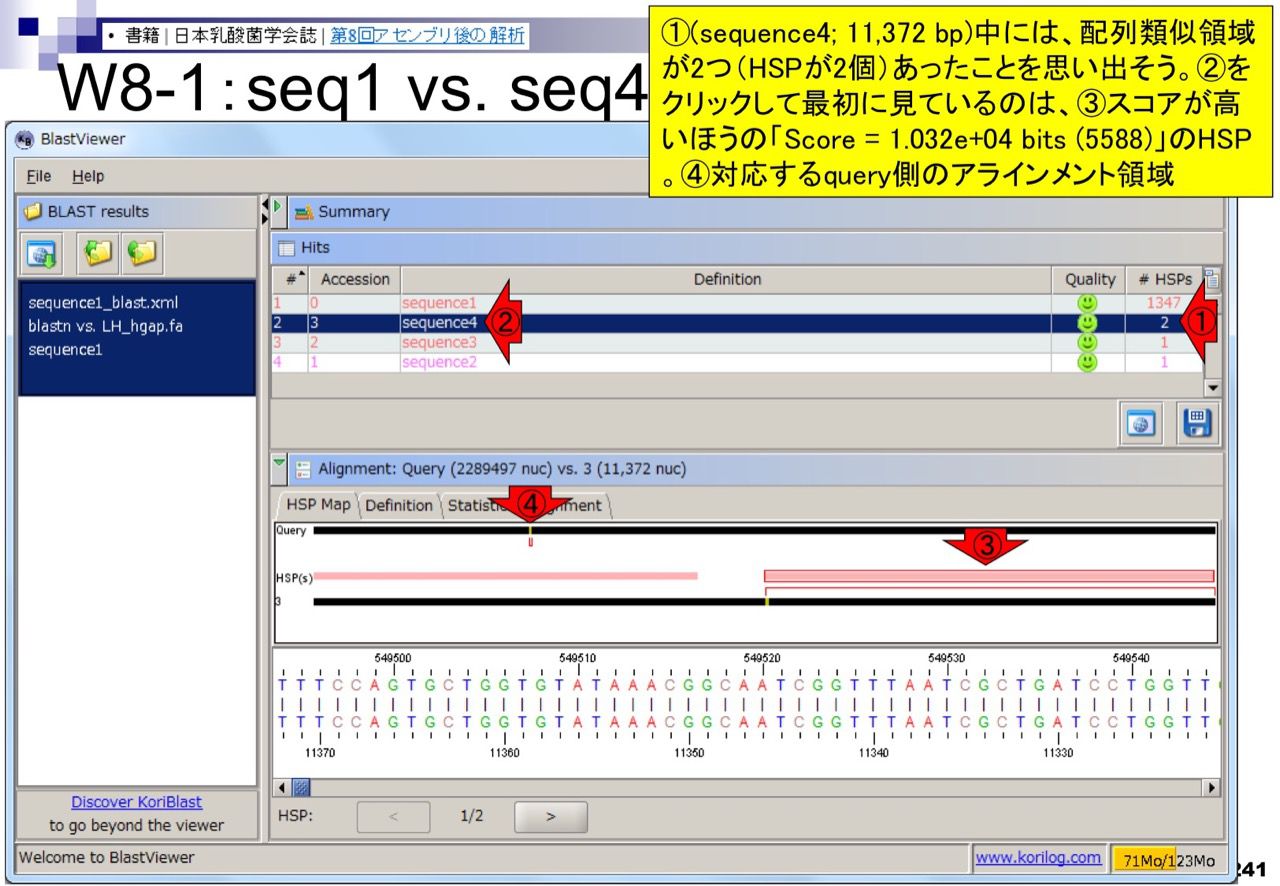 • 書籍 | 日本乳酸菌学会誌 | 第8回アセンブリ後の解析
W8-1：seq1 vs. seq4
①(sequence4; 11,372 bp)中には、配列類似領域
が2つ（HSPが2個）あったことを思い出そう。②を
クリックして最初に見ているのは、③スコアが高
いほうの「Score = 1.032e+04 bits (5588)」のHSP
。④対応するquery側のアラインメント領域
BlastViewer
File Help
BLAST results
sequence1_blast.xml
blastn vs. LH_hgap.fa
sequence1
Discover KoriBlast
to go beyond the viewer
Summary
Hits
# Accession Definition Quality # HSPs
1 0 sequence1 1347
2 3 sequence4 2
3 2 sequence3 1
4 1 sequence2 1
② ①
Alignment: Query (2289497 nuc) vs. 3 (11,372 nuc)
HSP Map Definition
④
Query
③
HSP(s)
3
549500 549510 549520 549530 549540
T T T C C A G T G C T G G T G T A T A A A C G G C A A T C G G T T T A A T C G C T G A T C C T G G T T
T T T C C A G T G C T G G T G T A T A A A C G G C A A T C G G T T T A A T C G C T G A T C C T G G T T
11370 11360 11350 11340 11330
HSP: < 1/2 >
Welcome to BlastViewer
www.korilog.com 71Mo/123Mo
241